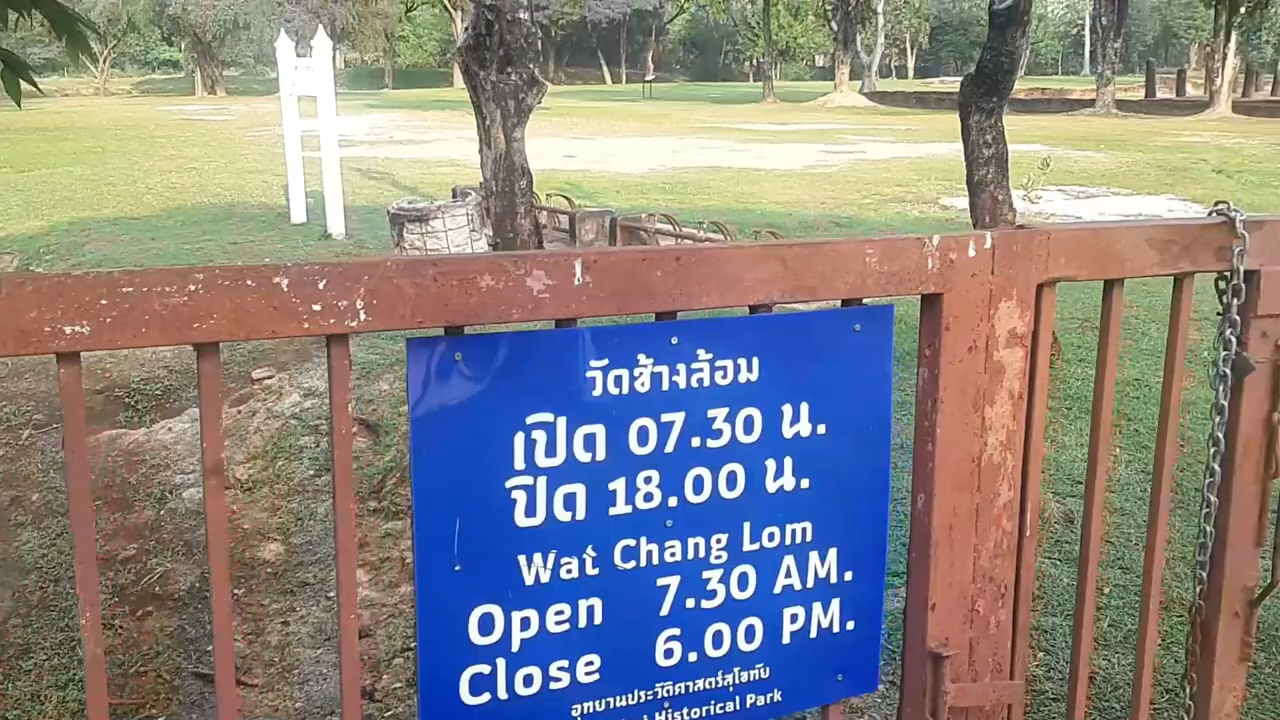 วัดช้างล้อม
เปิด 07.30 น.
ปิด 18.00 น.
Wat Chang Lom
Open 7.30 AM.
Close 6.00 PM.
อุทยานประวัติศาสตร์สุโขทัย
Historical Park